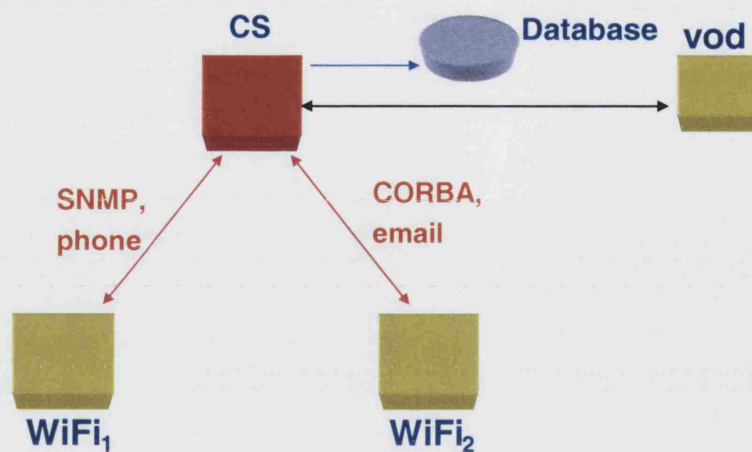 CS
Database
vod
SNMP,
phone
CORBA,
email
WiFi₁
WiFi₂